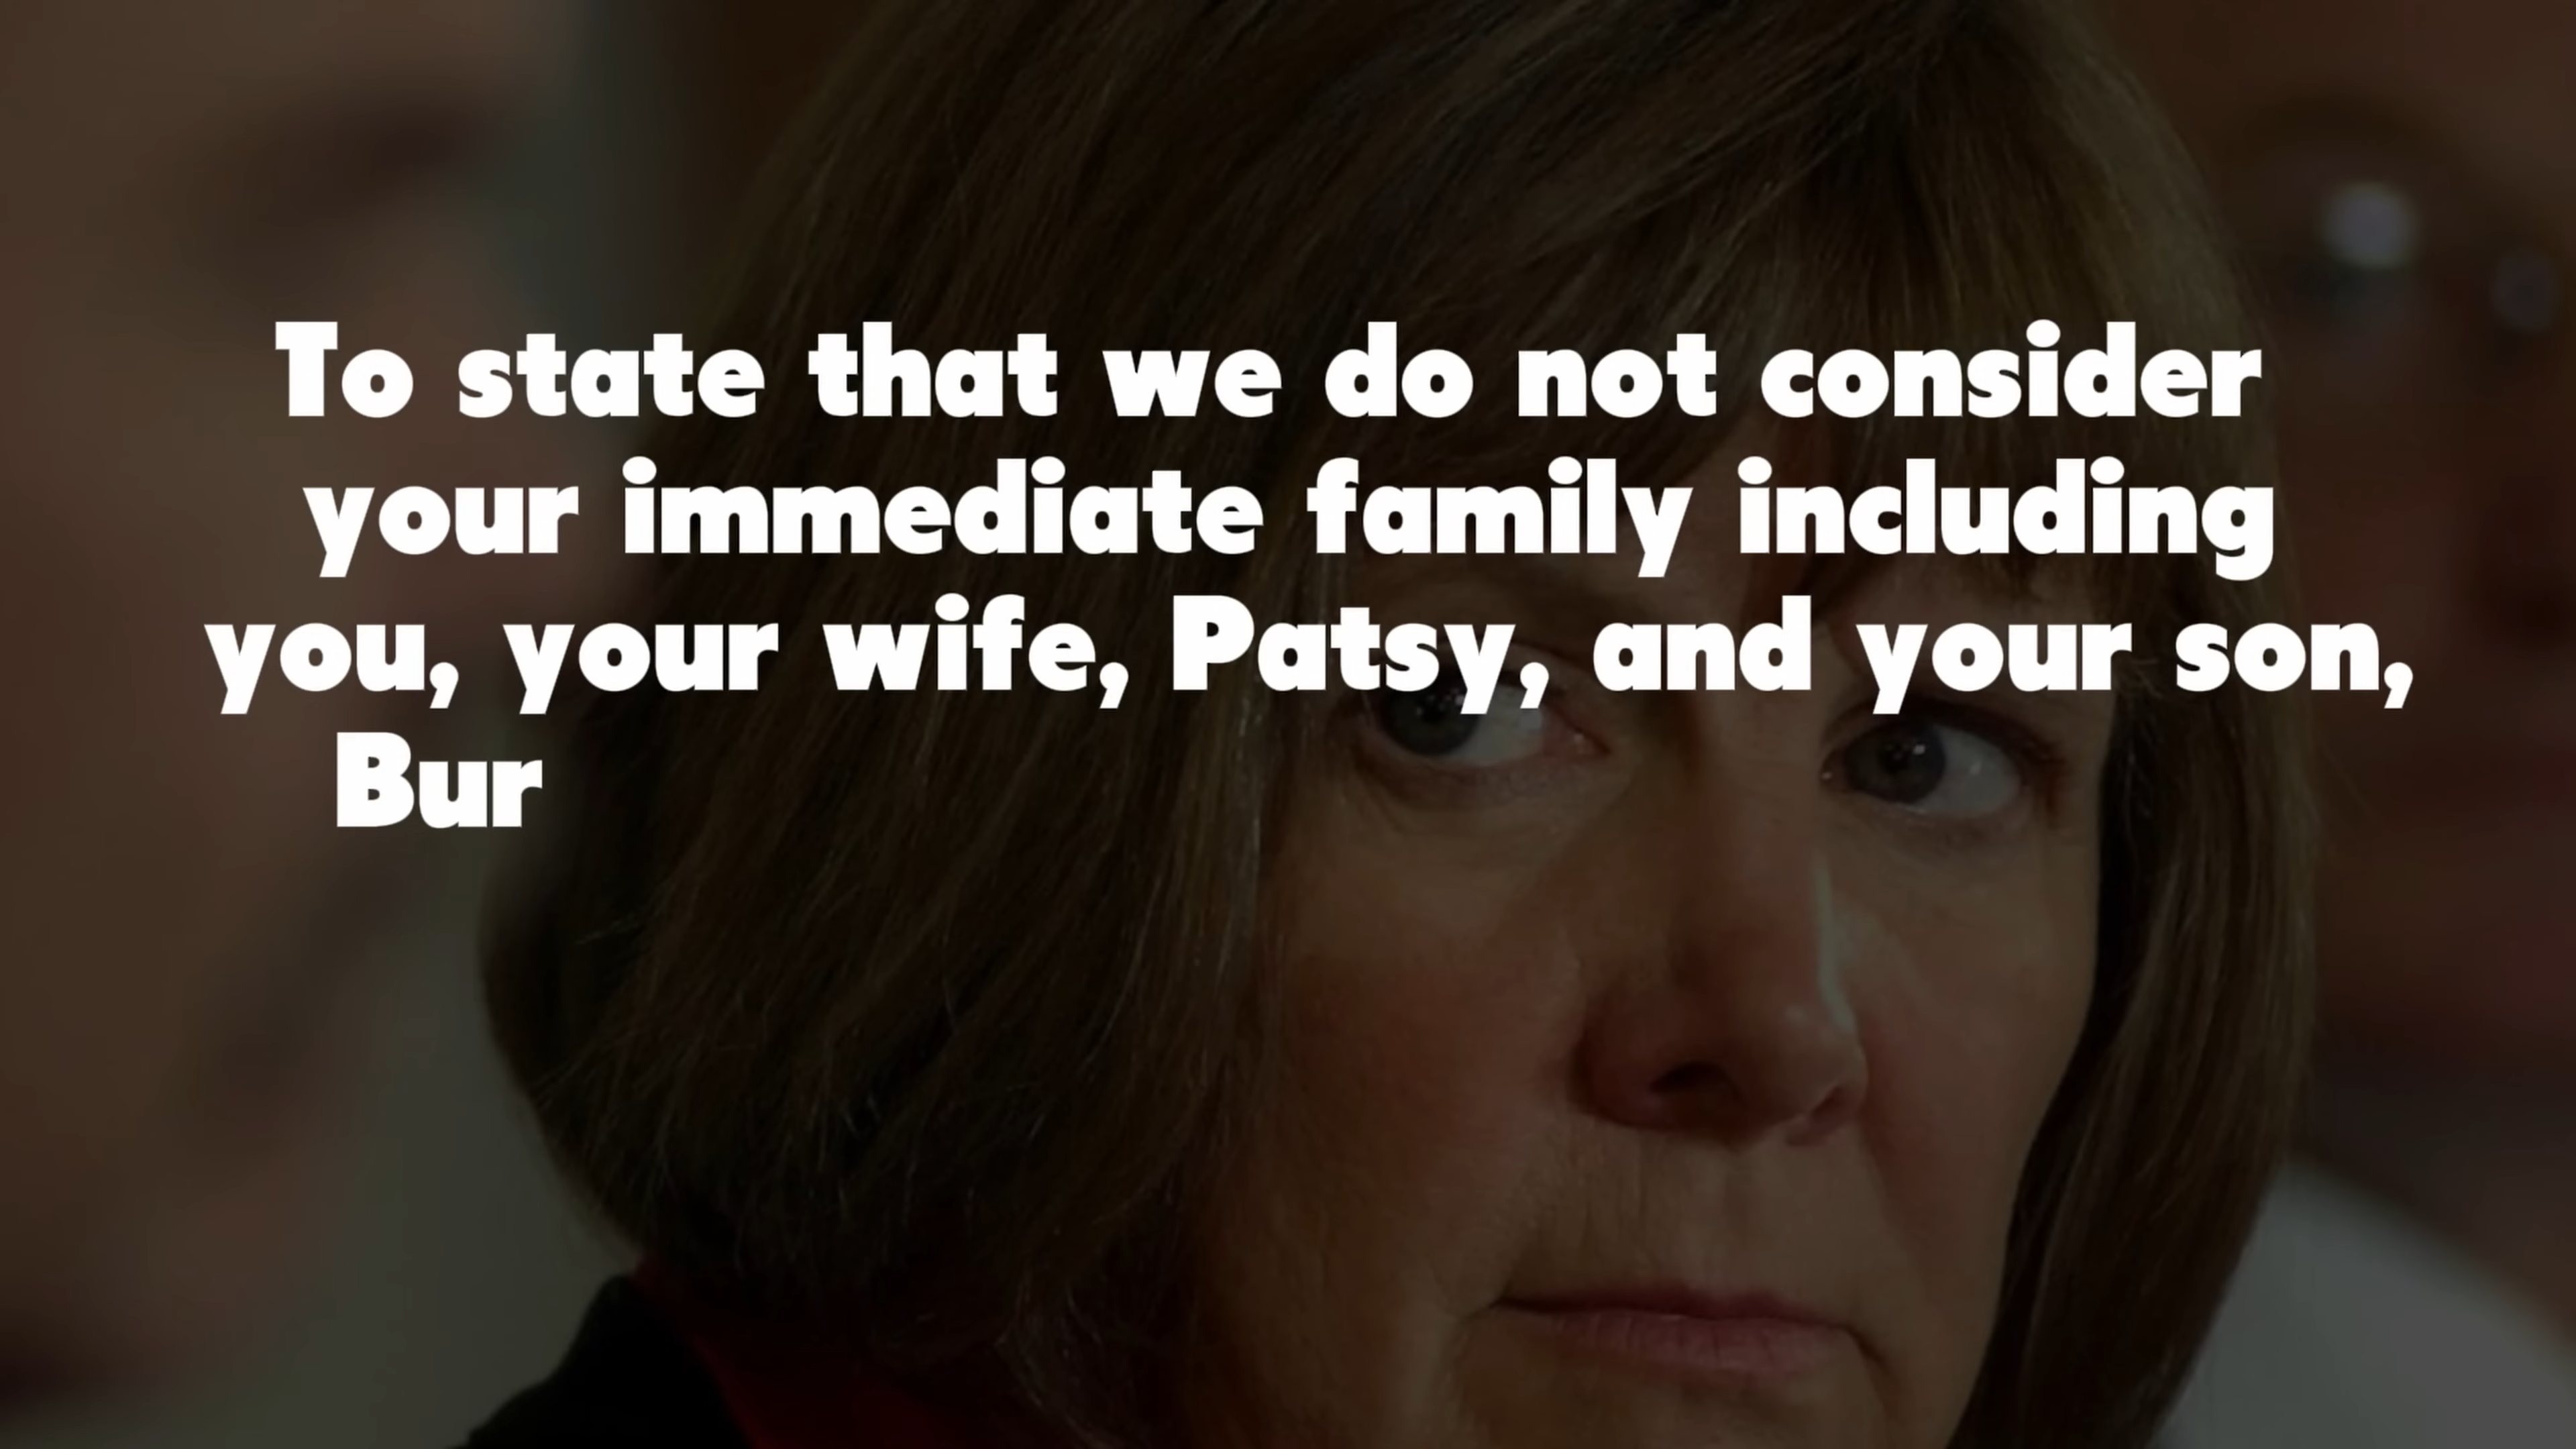 To state that we do not consider
your immediate family including
you, your wife, Patsy, and your son,
Bur